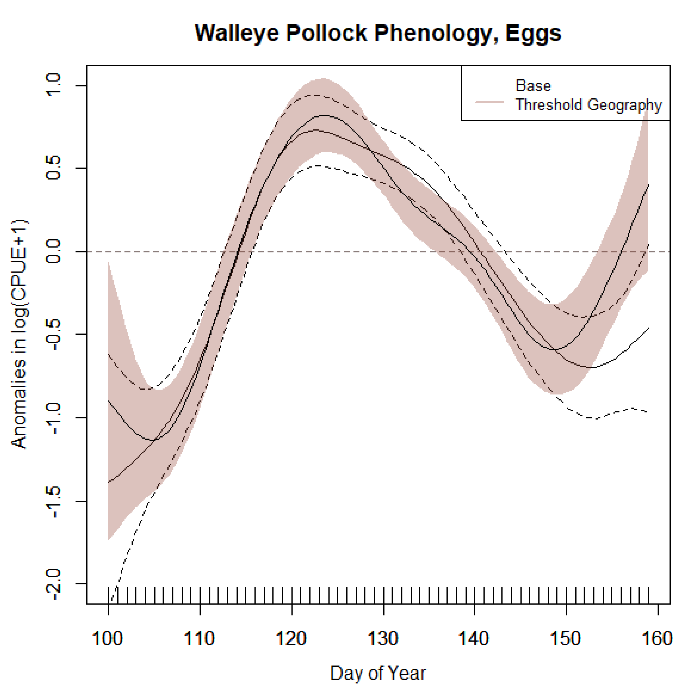 Walleye Pollock Phenology, Eggs
Base
Threshold Geography
1.0
0.5
0.0
-0.5
-1.0
-1.5
-2.0
Anomalies in log(CPUE+1)
100 110 120 130 140 150 160
Day of Year